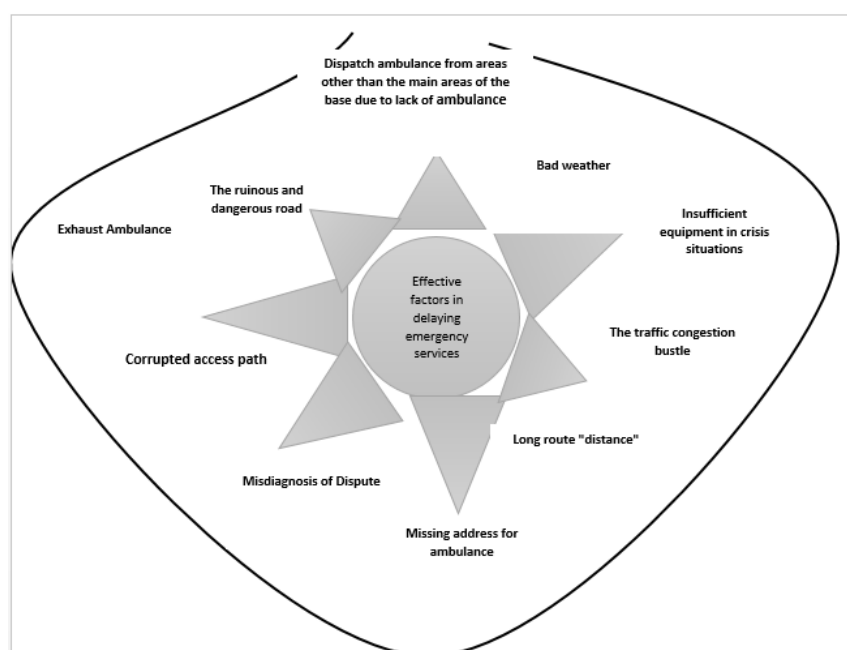 Dispatch ambulance from areas
other than the main areas of the
base due to lack of ambulance
Bad weather
The ruinous and
dangerous road
Exhaust Ambulance
Insufficient
equipment in crisis
situations
Effective
factors in
delaying
emergency
services
The traffic congestion
bustle
Corrupted access path
Long route "distance"
Misdiagnosis of Dispute
Missing address for
ambulance